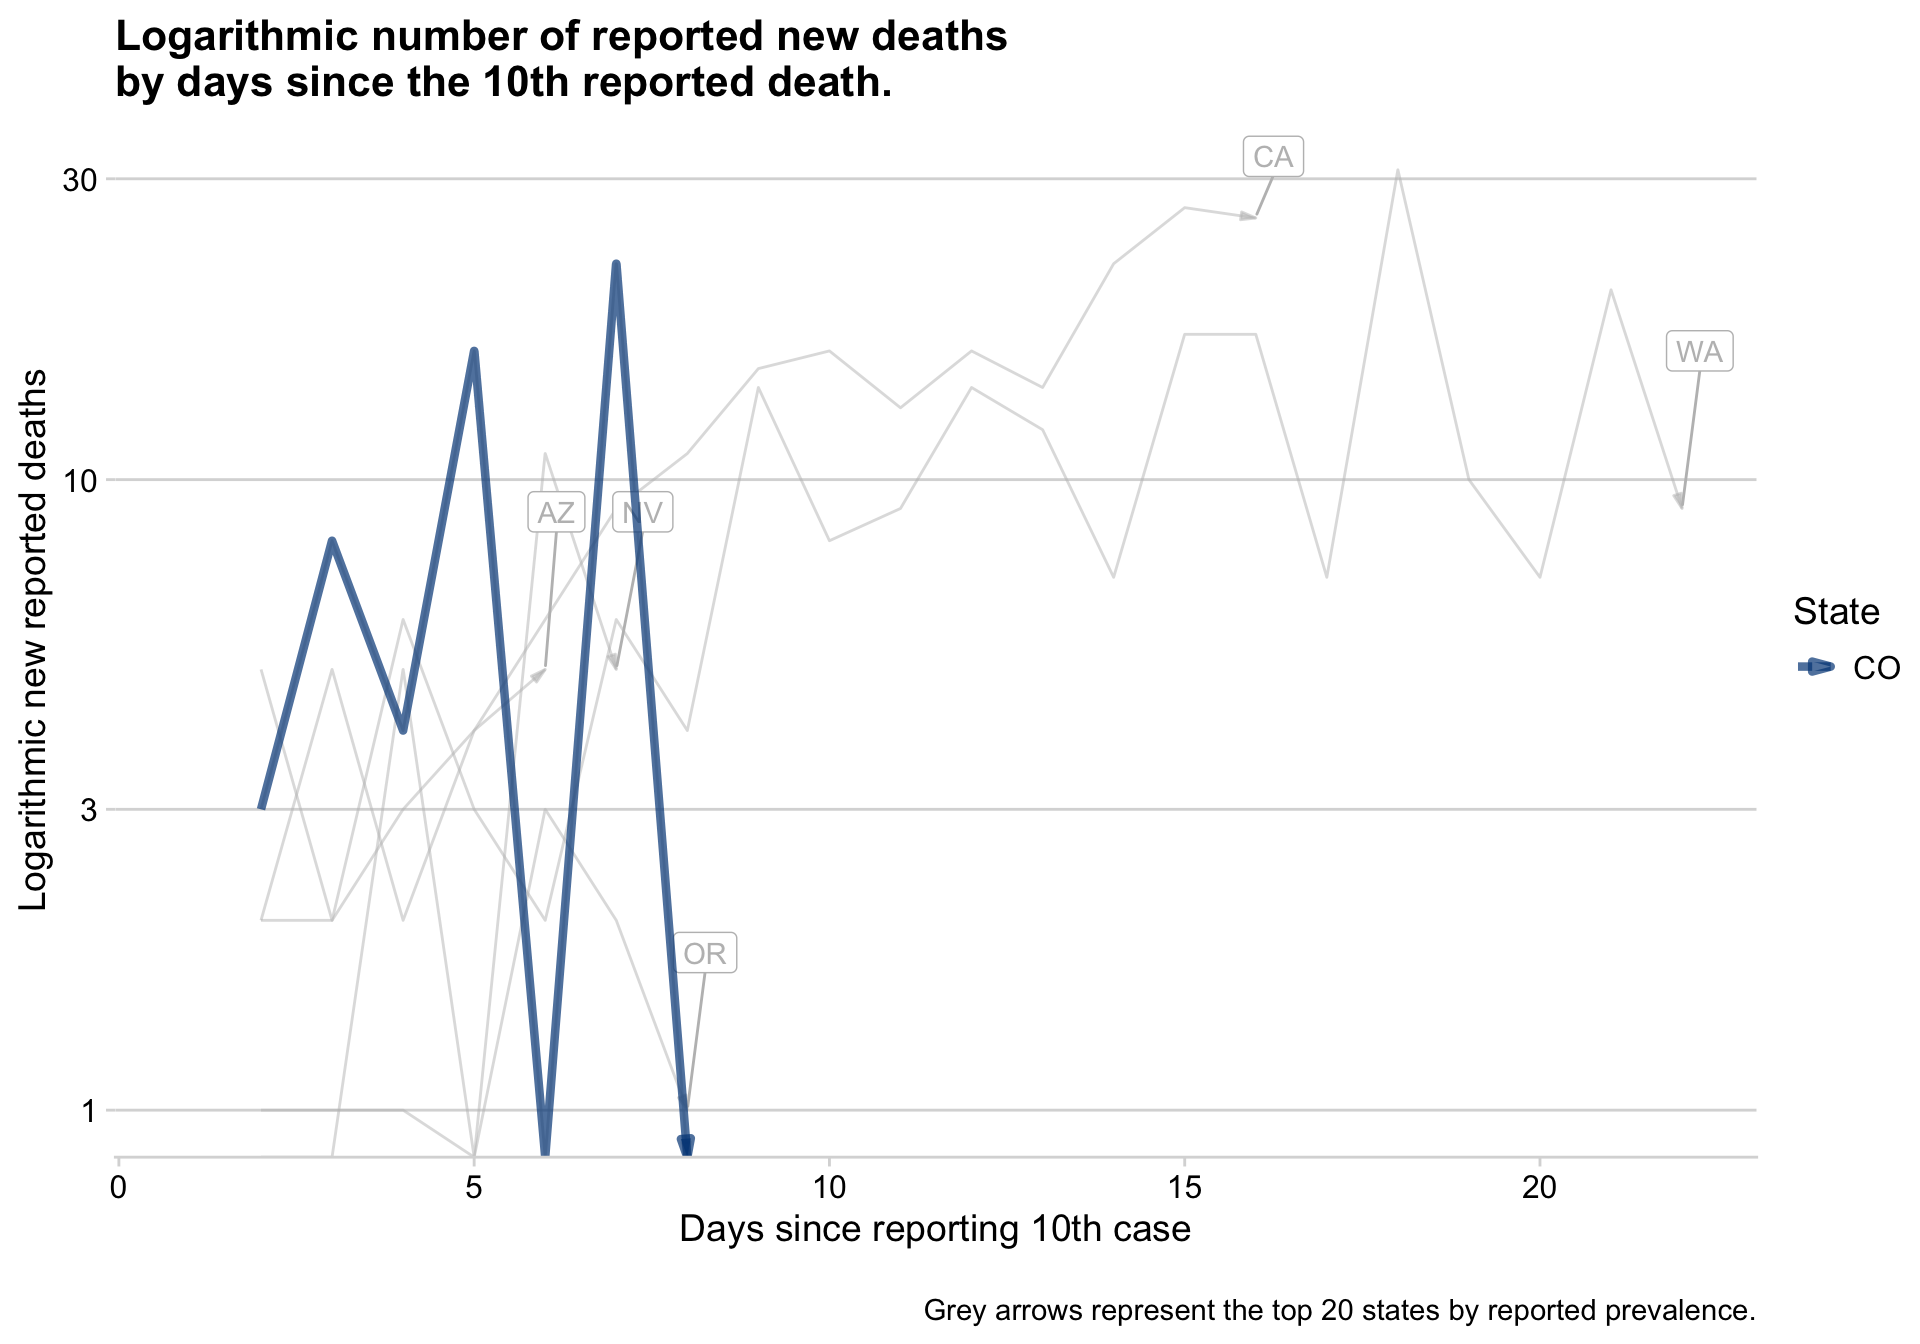 Logarithmic number of reported new deaths
by days since the 10th reported death.
CA
30
WA
10
AZ
NV
Logarithmic new reported deaths
State
CO
3
OR
1
0
5
10
15
20
Days since reporting 10th case
Grey arrows represent the top 20 states by reported prevalence.